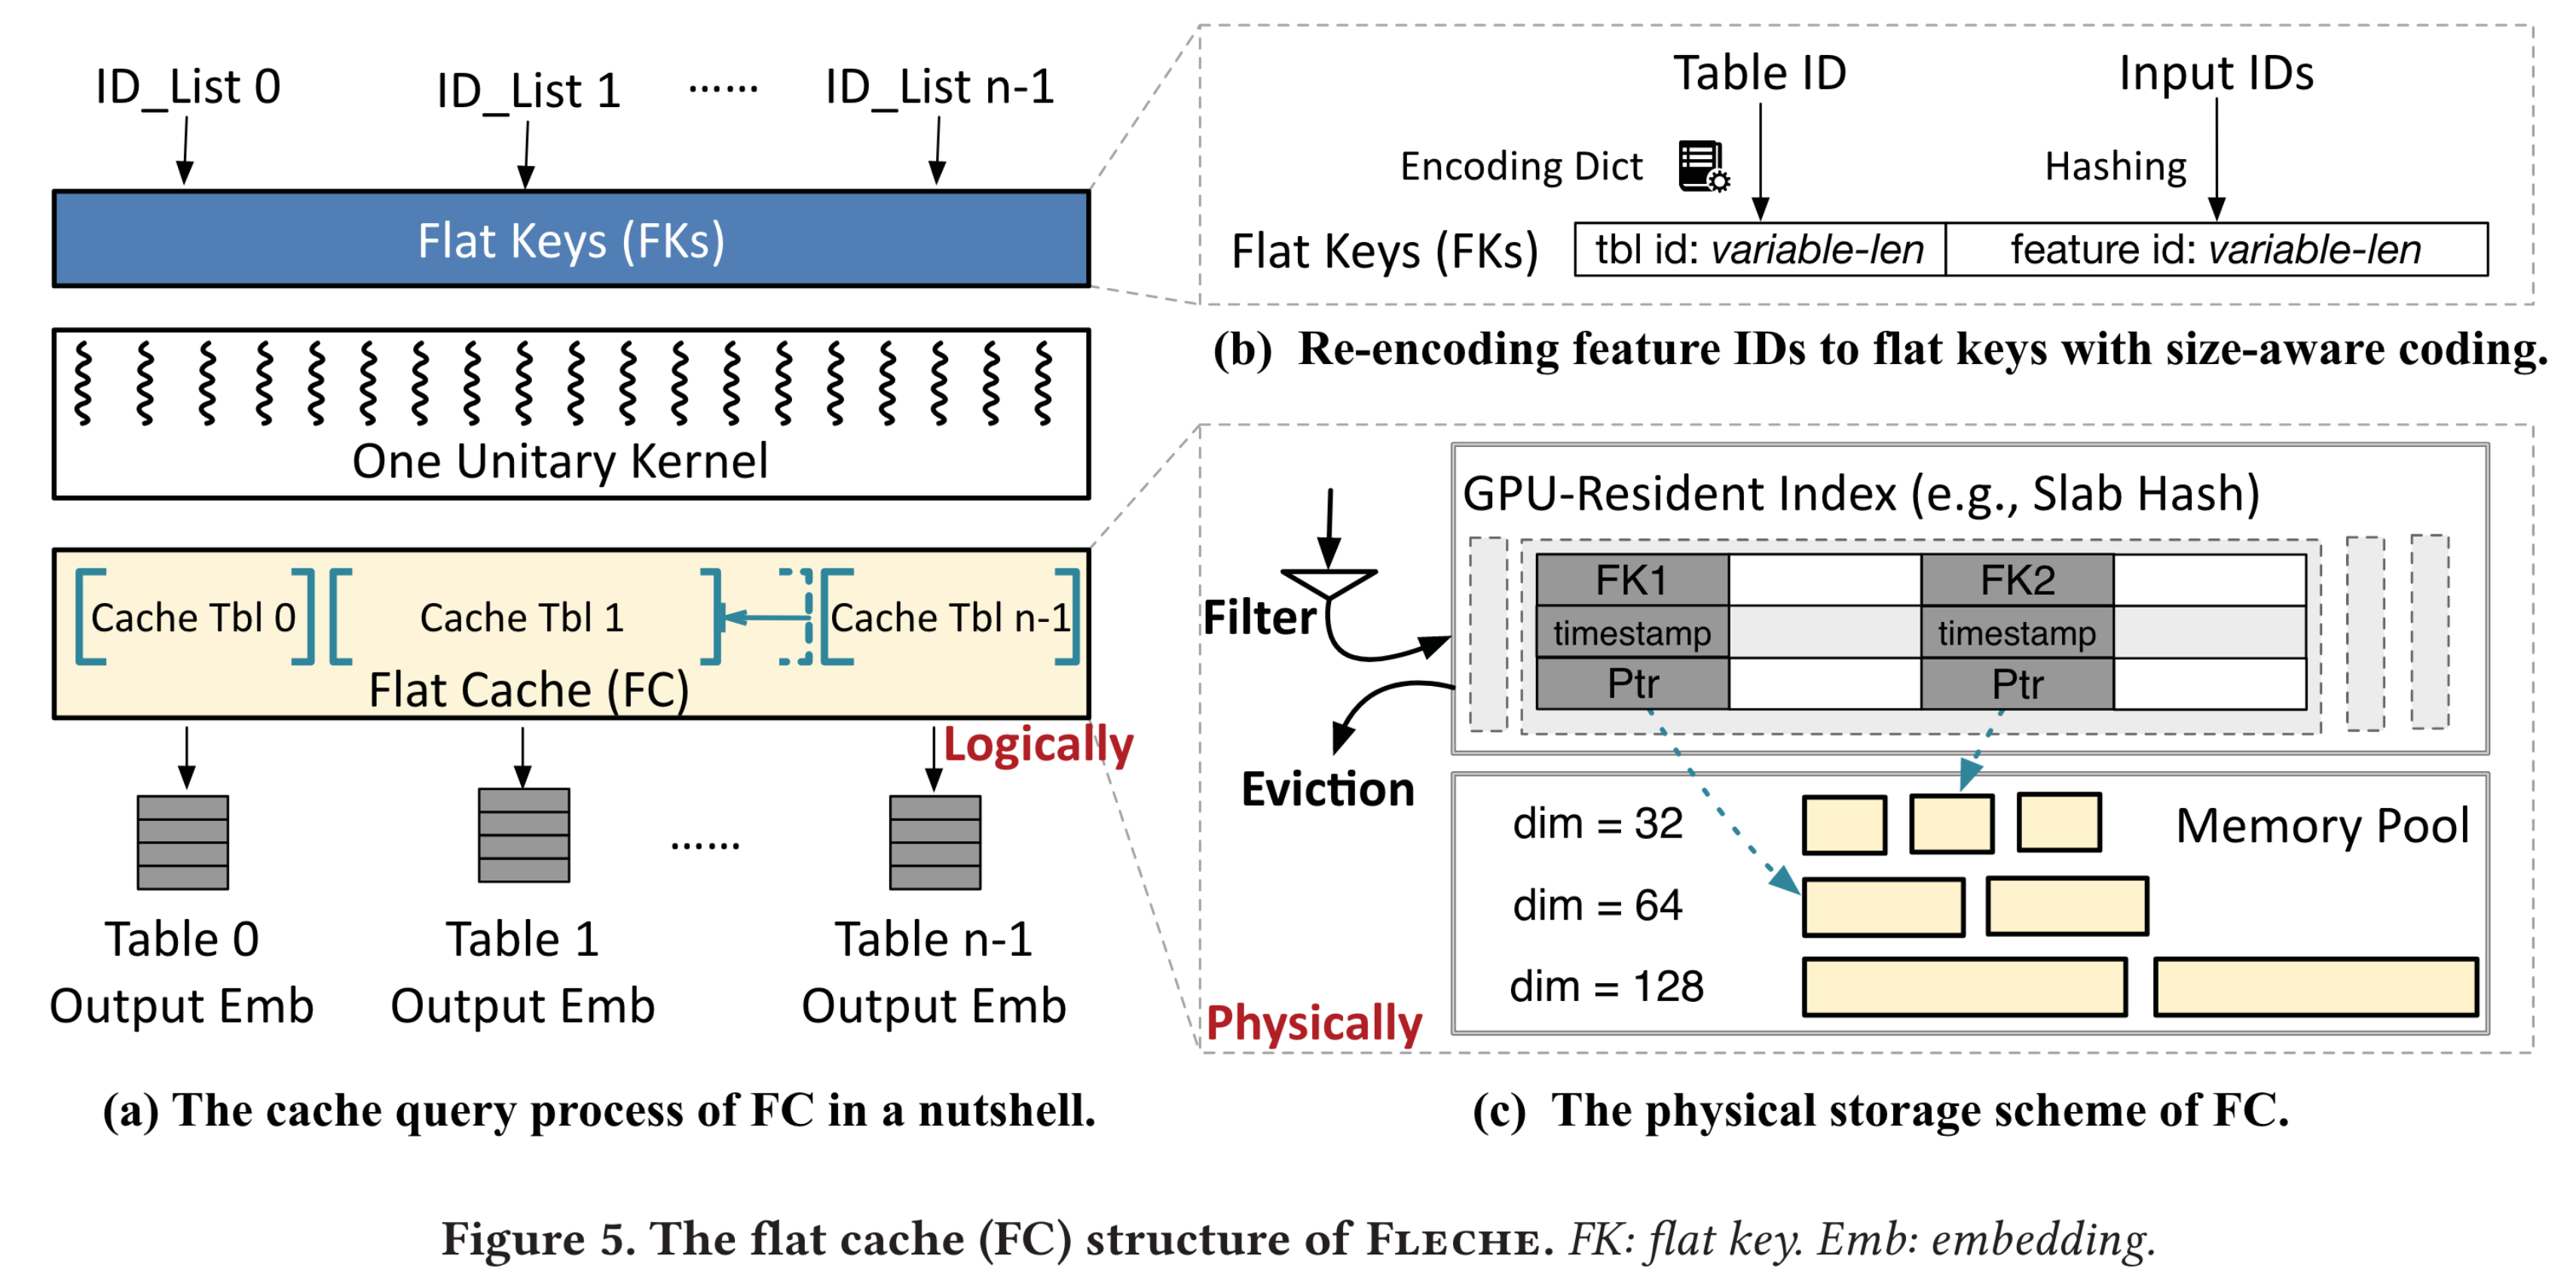 ID_List 0
ID_List 1
......
ID_List n-1
Flat Keys (FKs)
One Unitary Kernel
Cache Tbl 0
Cache Tbl 1
Cache Tbl n-1
Flat Cache (FC)
Logically
......
Table 0
Output Emb
Table 1
Output Emb
Table n-1
Output Emb
(a) The cache query process of FC in a nutshell.
Table ID
Input IDs
Encoding Dict
Hashing
Flat Keys (FKs)
tbl id: variable-len
feature id: variable-len
(b) Re-encoding feature IDs to flat keys with size-aware coding.
GPU-Resident Index (e.g., Slab Hash)
Filter
FK1
FK2
timestamp
timestamp
Ptr
Ptr
Eviction
dim = 32
Memory Pool
dim = 64
dim = 128
Physically
(c) The physical storage scheme of FC.
Figure 5. The flat cache (FC) structure of FLECHE. FK: flat key. Emb: embedding.